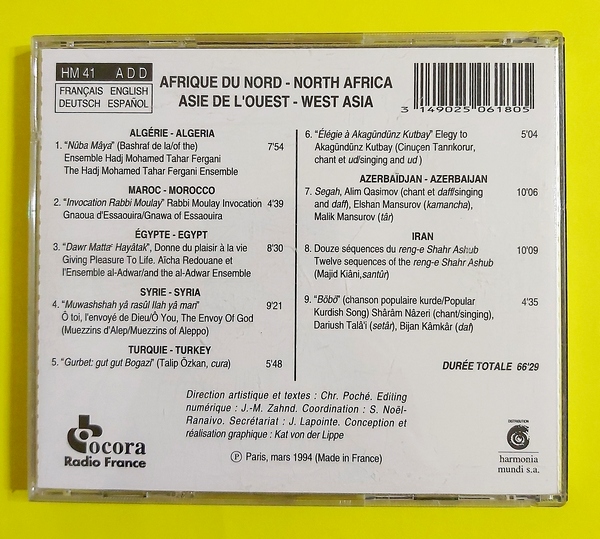 HM 41 A D D
FRANÇAIS ENGLISH
DEUTSCH ESPAÑOL
AFRIQUE DU NORD - NORTH AFRICA
ASIE DE L'OUEST - WEST ASIA
3 149025 061805
ALGÉRIE - ALGERIA
1. "Nûba Mâya" (Bashraf de la/of the) 7'54
Ensemble Hadj Mohamed Tahar Fergani
The Hadj Mohamed Tahar Fergani Ensemble
MAROC - MOROCCO
2. "Invocation Rabbi Moulay" Rabbi Moulay Invocation 4'39
Gnaoua d'Essaouira/Gnawa of Essaouira
ÉGYPTE - EGYPT
3. "Dawr Matta' Hayâtak", Donne du plaisir à la vie 8'30
Giving Pleasure To Life. Aïcha Redouane et
l'Ensemble al-Adwar/and the al-Adwar Ensemble
SYRIE - SYRIA
4. "Muwashshah yâ rasûl llah yâ man" 9'21
Ô toi, l'envoyé de Dieu/Ô You, The Envoy Of God
(Muezzins d'Alep/Muezzins of Aleppo)
TURQUIE - TURKEY
5. "Gurbet: gut gut Bogazi" (Talip Özkan, cura) 5'48
6. "Élégie à Akagündünz Kutbay" Elegy to 5'04
Akagündünz Kutbay (Cinuçen Tanrıkorur,
chant et ud/singing and ud )
AZERBAÏDJAN - AZERBAIJAN
7. Segah, Alim Qasimov (chant et daff/singing 10'06
and daff), Elshan Mansurov (kamancha),
Malik Mansurov (târ)
IRAN
8. Douze séquences du reng-e Shahr Ashub 10'09
Twelve sequences of the reng-e Shahr Ashub
(Majid Kiâni,santûr)
9. "Bôbô" (chanson populaire kurde/Popular 4'35
Kurdish Song) Shârâm Nâzeri (chant/singing),
Dariush Talâ'i (setâr), Bijan Kâmkâr (daf)
DURÉE TOTALE 66'29
Direction artistique et textes : Chr. Poché. Editing
numérique : J.-M. Zahnd. Coordination : S. Noël-
Ranaivo. Secrétariat : J. Lapointe. Conception et
réalisation graphique : Kat von der Lippe
ocora
Radio France
℗ Paris, mars 1994 (Made in France)
DISTRIBUTION
harmonia
mundi s.a.